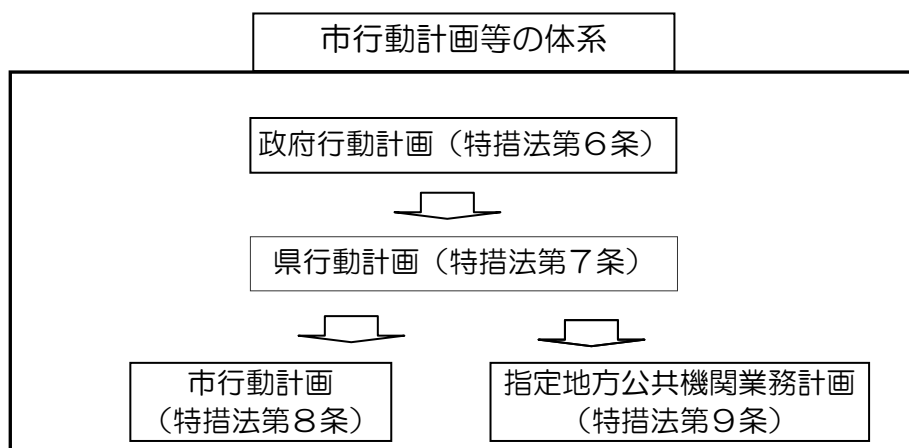 市行動計画等の体系
政府行動計画（特措法第６条）
県行動計画（特措法第７条）
市行動計画
（特措法第８条）
指定地方公共機関業務計画
（特措法第９条）